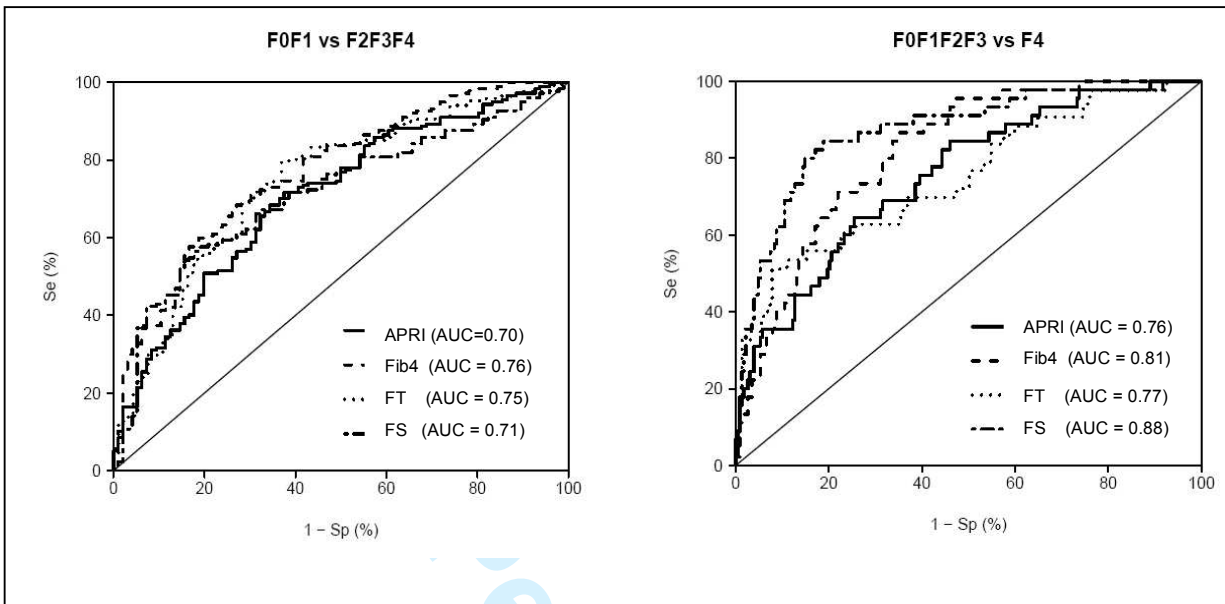 F0F1 vs F2F3F4
100
80
60
40
20
0
Se (%)
APRI (AUC=0.70)
Fib4 (AUC = 0.76)
FT (AUC = 0.75)
FS (AUC = 0.71)
0 20 40 60 80 100
1 − Sp (%)
F0F1F2F3 vs F4
100
80
60
40
20
0
Se (%)
APRI (AUC = 0.76)
Fib4 (AUC = 0.81)
FT (AUC = 0.77)
FS (AUC = 0.88)
0 20 40 60 80 100
1 − Sp (%)